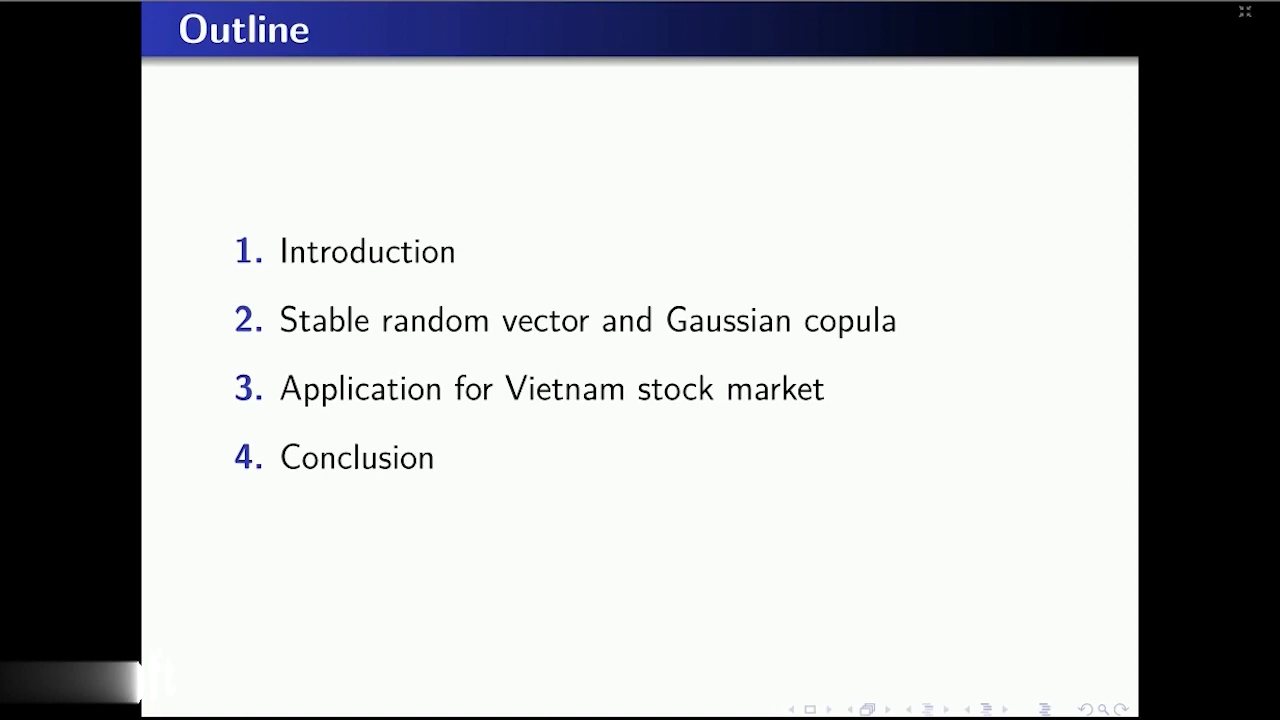 Outline
1. Introduction
2. Stable random vector and Gaussian copula
3. Application for Vietnam stock market
4. Conclusion